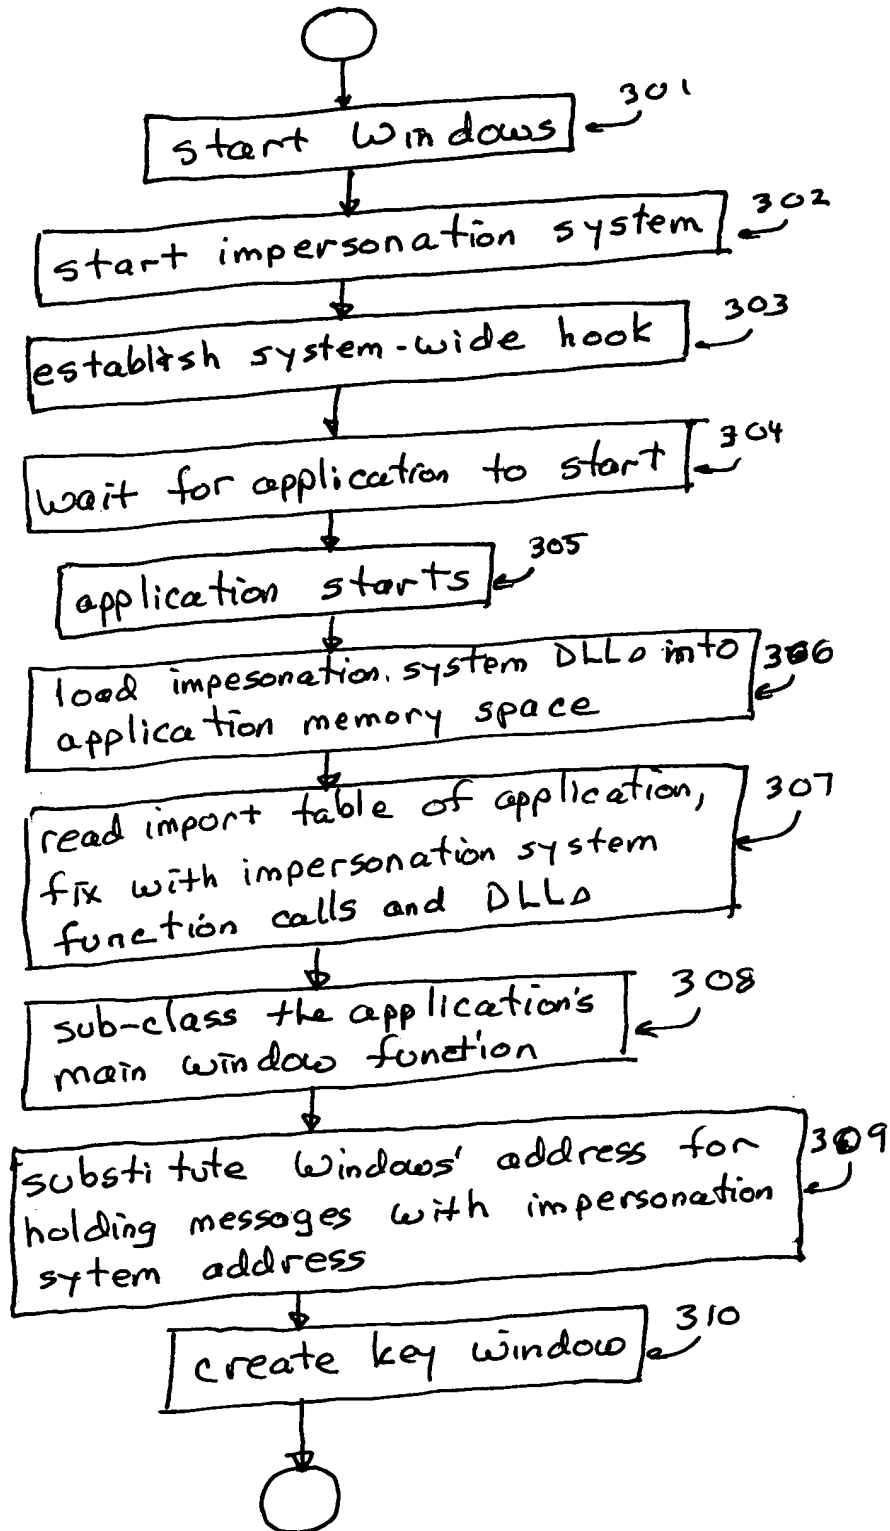 301
start Windows
302
start impersonation system
303
establish system-wide hook
304
wait for application to start
305
application starts
306
load impesonation.system DLLs into
application memory space
307
read import table of application,
fix with impersonation system
function calls and DLLs
308
sub-class the application's
main window function
309
substitute Windows' address for
holding messages with impersonation
sytem address
310
create key window